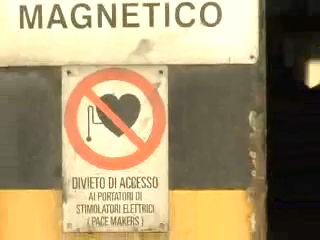 MAGNETICO
DIVIETO DI ACCESSO
AI PORTATORI DI
STIMOLATORI ELETTRICI
(PACE MAKERS)